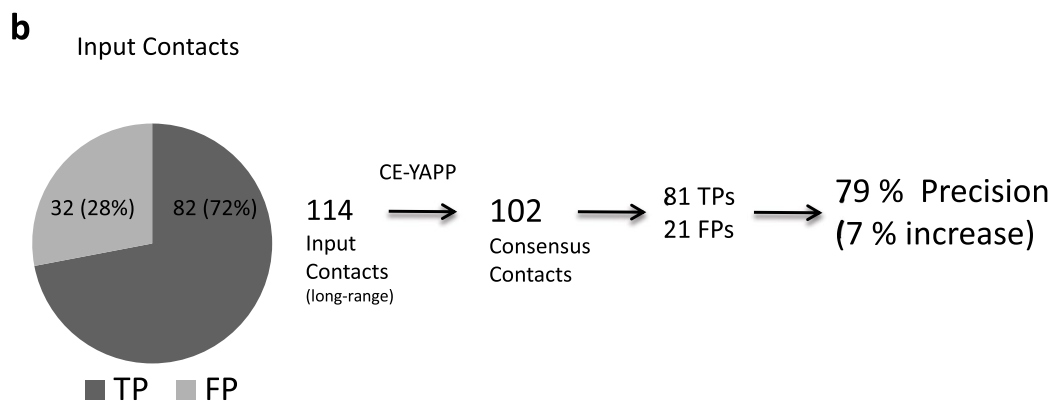 b
Input Contacts
32 (28%)
82 (72%)
TP
FP
114
Input
Contacts
(long-range)
CE-YAPP
102
Consensus
Contacts
81 TPs
21 FPs
79 % Precision
(7 % increase)